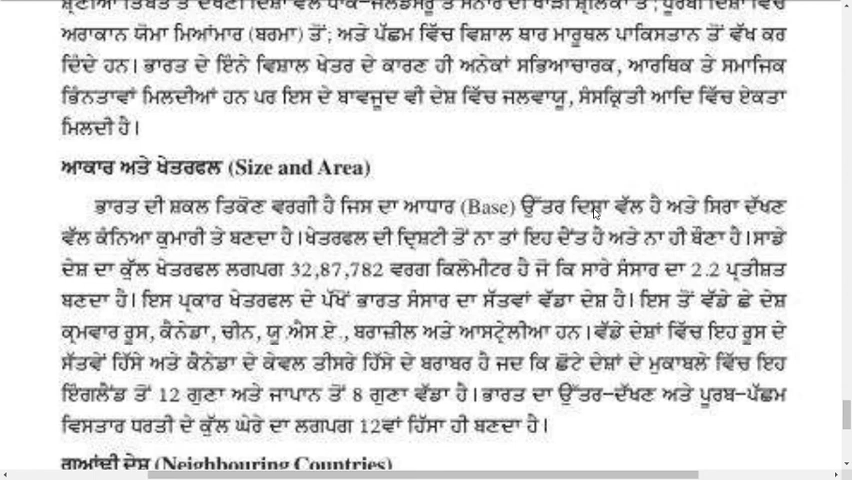 ਅਰਾਕਾਨ ਯੋਮਾ ਮਿਆਂਮਾਰ (ਬਰਮਾ) ਤੋਂ; ਅਤੇ ਪੱਛਮ ਵਿੱਚ ਵਿਸ਼ਾਲ ਥਾਰ ਮਾਰੂਥਲ ਪਾਕਿਸਤਾਨ ਤੋਂ ਵੱਖ ਕਰ
ਦਿੰਦੇ ਹਨ। ਭਾਰਤ ਦੇ ਇੰਨੇ ਵਿਸ਼ਾਲ ਖੇਤਰ ਦੇ ਕਾਰਣ ਹੀ ਅਨੇਕਾਂ ਸਭਿਆਚਾਰਕ, ਆਰਥਿਕ ਤੇ ਸਮਾਜਿਕ
ਭਿੰਨਤਾਵਾਂ ਮਿਲਦੀਆਂ ਹਨ ਪਰ ਇਸ ਦੇ ਬਾਵਜੂਦ ਵੀ ਦੇਸ਼ ਵਿੱਚ ਜਲਵਾਯੂ, ਸੰਸਕ੍ਰਿਤੀ ਆਦਿ ਵਿੱਚ ਏਕਤਾ
ਮਿਲਦੀ ਹੈ।
ਆਕਾਰ ਅਤੇ ਖੇਤਰਫਲ (Size and Area)
ਭਾਰਤ ਦੀ ਸ਼ਕਲ ਤਿਕੋਣ ਵਰਗੀ ਹੈ ਜਿਸ ਦਾ ਆਧਾਰ (Base) ਉੱਤਰ ਦਿਸ਼ਾ ਵੱਲ ਹੈ ਅਤੇ ਸਿਰਾ ਦੱਖਣ
ਵੱਲ ਕੰਨਿਆ ਕੁਮਾਰੀ ਤੇ ਬਣਦਾ ਹੈ। ਖੇਤਰਫਲ ਦੀ ਦ੍ਰਿਸ਼ਟੀ ਤੋਂ ਨਾ ਤਾਂ ਇਹ ਦੇਂਤ ਹੈ ਅਤੇ ਨਾ ਹੀ ਬੌਣਾ ਹੈ। ਸਾਡੇ
ਦੇਸ਼ ਦਾ ਕੁੱਲ ਖੇਤਰਫਲ ਲਗਪਗ 32,87,782 ਵਰਗ ਕਿਲੋਮੀਟਰ ਹੈ ਜੋ ਕਿ ਸਾਰੇ ਸੰਸਾਰ ਦਾ 2.2 ਪ੍ਰਤੀਸ਼ਤ
ਬਣਦਾ ਹੈ। ਇਸ ਪ੍ਰਕਾਰ ਖੇਤਰਫਲ ਦੇ ਪੱਖੋਂ ਭਾਰਤ ਸੰਸਾਰ ਦਾ ਸੱਤਵਾਂ ਵੱਡਾ ਦੇਸ਼ ਹੈ। ਇਸ ਤੋਂ ਵੱਡੇ ਛੇ ਦੇਸ਼
ਕ੍ਰਮਵਾਰ ਰੂਸ, ਕੈਨੇਡਾ, ਚੀਨ, ਯੂ.ਐਸ.ਏ., ਬਰਾਜ਼ੀਲ ਅਤੇ ਆਸਟ੍ਰੇਲੀਆ ਹਨ। ਵੱਡੇ ਦੇਸ਼ਾਂ ਵਿੱਚ ਇਹ ਰੂਸ ਦੇ
ਸੱਤਵੇਂ ਹਿੱਸੇ ਅਤੇ ਕੈਨੇਡਾ ਦੇ ਕੇਵਲ ਤੀਸਰੇ ਹਿੱਸੇ ਦੇ ਬਰਾਬਰ ਹੈ ਜਦ ਕਿ ਛੋਟੇ ਦੇਸ਼ਾਂ ਦੇ ਮੁਕਾਬਲੇ ਵਿੱਚ ਇਹ
ਇੰਗਲੈਂਡ ਤੋਂ 12 ਗੁਣਾ ਅਤੇ ਜਾਪਾਨ ਤੋਂ 8 ਗੁਣਾ ਵੱਡਾ ਹੈ। ਭਾਰਤ ਦਾ ਉੱਤਰ-ਦੱਖਣ ਅਤੇ ਪੂਰਬ-ਪੱਛਮ
ਵਿਸਤਾਰ ਧਰਤੀ ਦੇ ਕੁੱਲ ਘੇਰੇ ਦਾ ਲਗਪਗ 12ਵਾਂ ਹਿੱਸਾ ਹੀ ਬਣਦਾ ਹੈ।
ਗੁਆਂਢੀ ਦੇਸ਼ (Neighbouring Countries)